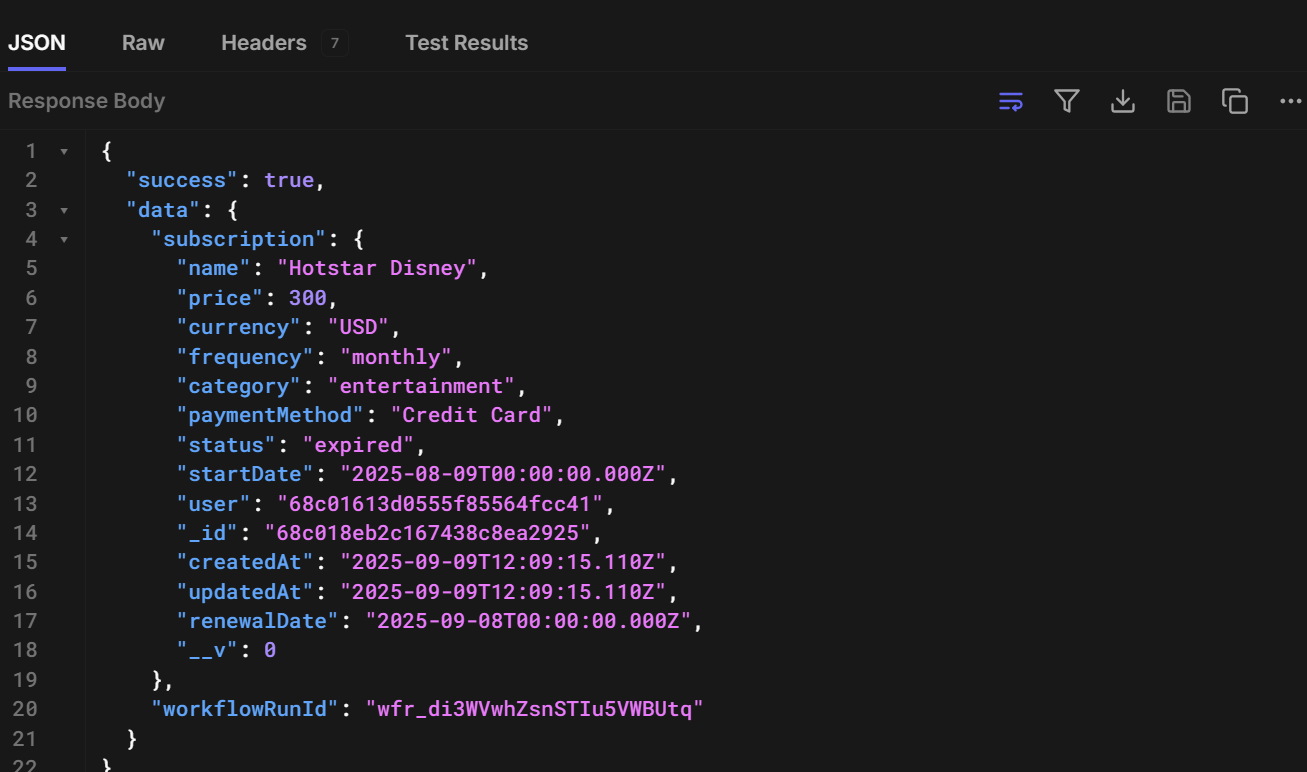 JSON Raw Headers 7 Test Results
Response Body
1 {
2 "success": true,
3 "data": {
4 "subscription": {
5 "name": "Hotstar Disney",
6 "price": 300,
7 "currency": "USD",
8 "frequency": "monthly",
9 "category": "entertainment",
10 "paymentMethod": "Credit Card",
11 "status": "expired",
12 "startDate": "2025-08-09T00:00:00.000Z",
13 "user": "68c01613d0555f85564fcc41",
14 "_id": "68c018eb2c167438c8ea2925",
15 "createdAt": "2025-09-09T12:09:15.110Z",
16 "updatedAt": "2025-09-09T12:09:15.110Z",
17 "renewalDate": "2025-09-08T00:00:00.000Z",
18 "__v": 0
19 },
20 "workflowRunId": "wfr_di3WVwhZsnSTIu5VWBUtq"
21 }
22 }